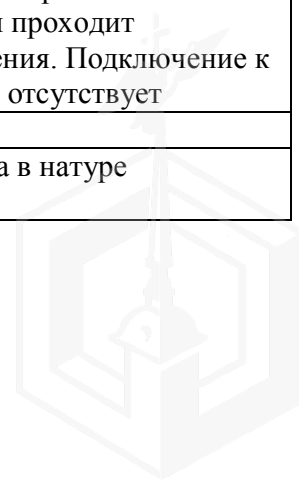 проходит
ения. Подключение к
отсутствует
а в натуре